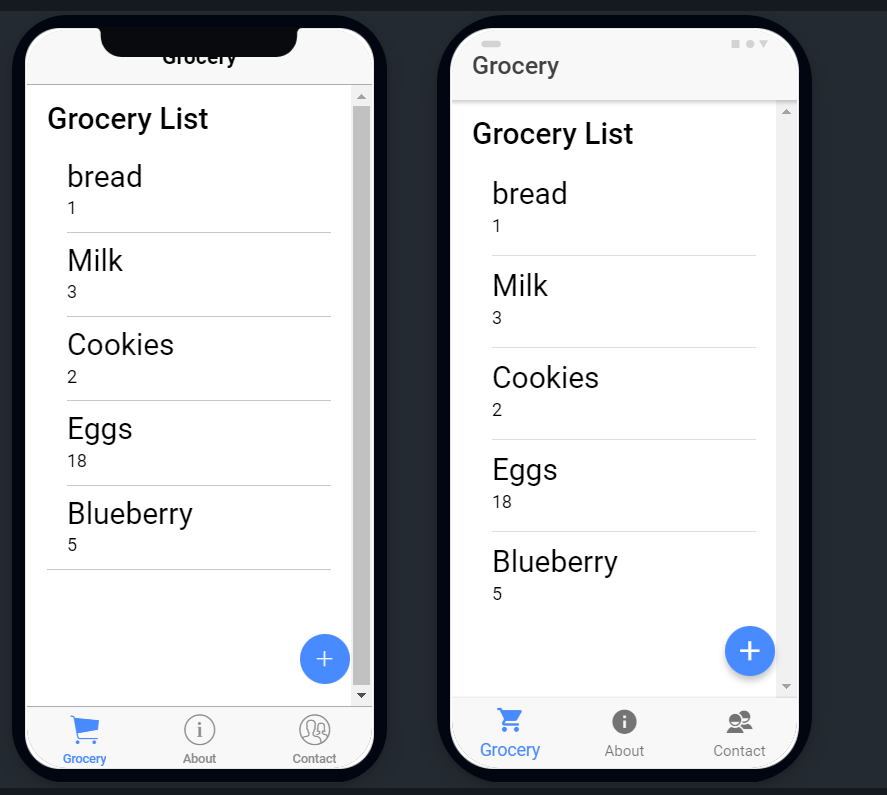 Grocery
Grocery List
bread
1
Milk
3
Cookies
2
Eggs
18
Blueberry
5
Grocery
About
Contact
Grocery
Grocery List
bread
1
Milk
3
Cookies
2
Eggs
18
Blueberry
5
Grocery
About
Contact